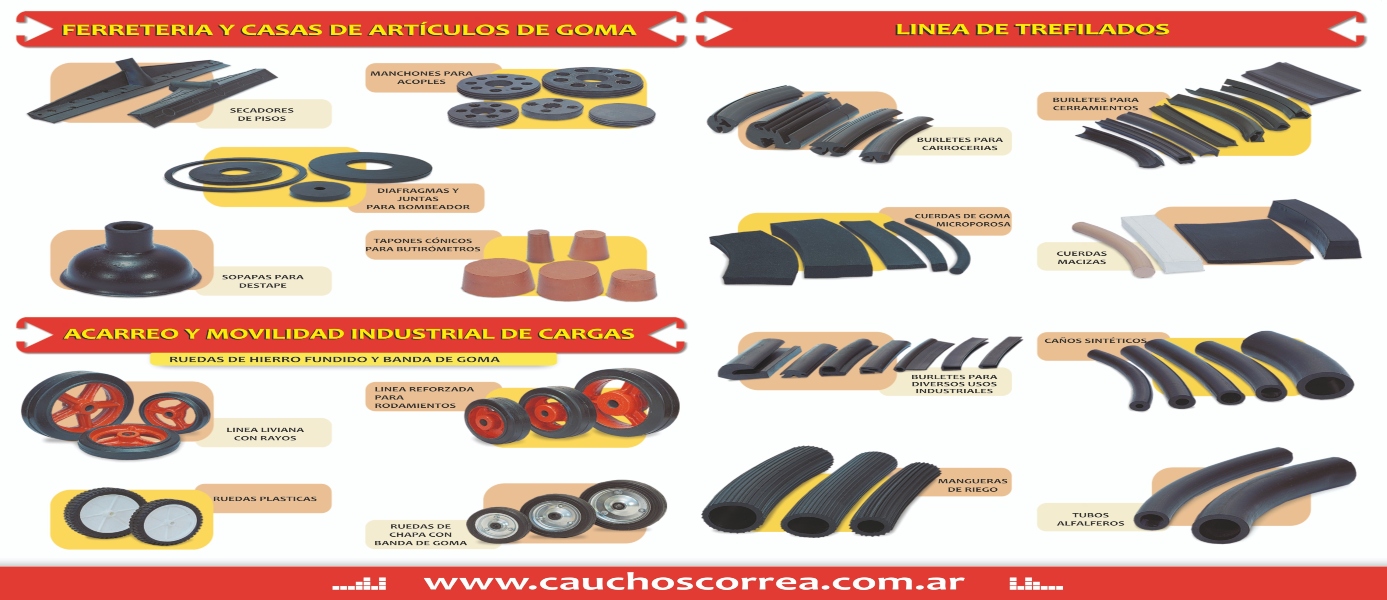 FERRETERIA Y CASAS DE ARTÍCULOS DE GOMA
SECADORES
DE PISOS
MANCHONES PARA
ACOPLES
DIAFRAGMAS Y
JUNTAS
PARA BOMBEADOR
SOPAPAS PARA
DESTAPE
TAPONES CÓNICOS
PARA BUTIRÓMETROS
ACARREO Y MOVILIDAD INDUSTRIAL DE CARGAS
RUEDAS DE HIERRO FUNDIDO Y BANDA DE GOMA
LINEA LIVIANA
CON RAYOS
LINEA REFORZADA
PARA
RODAMIENTOS
RUEDAS PLASTICAS
RUEDAS DE
CHAPA CON
BANDA DE GOMA
LINEA DE TREFILADOS
BURLETES PARA
CARROCERIAS
BURLETES PARA
CERRAMIENTOS
CUERDAS DE GOMA
MICROPOROSA
CUERDAS
MACIZAS
BURLETES PARA
DIVERSOS USOS
INDUSTRIALES
CAÑOS SINTÉTICOS
MANGUERAS
DE RIEGO
TUBOS
ALFALFEROS
www.cauchoscorrea.com.ar